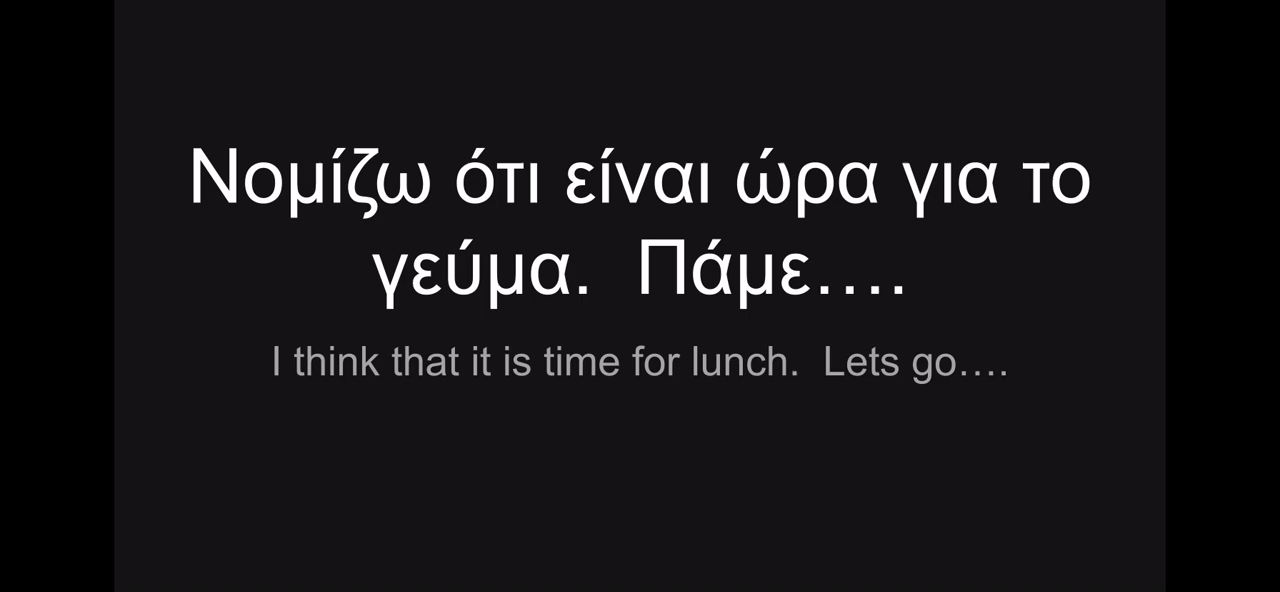 Νομίζω ότι είναι ώρα για το
γεύμα.  Πάμε….
I think that it is time for lunch.  Lets go….